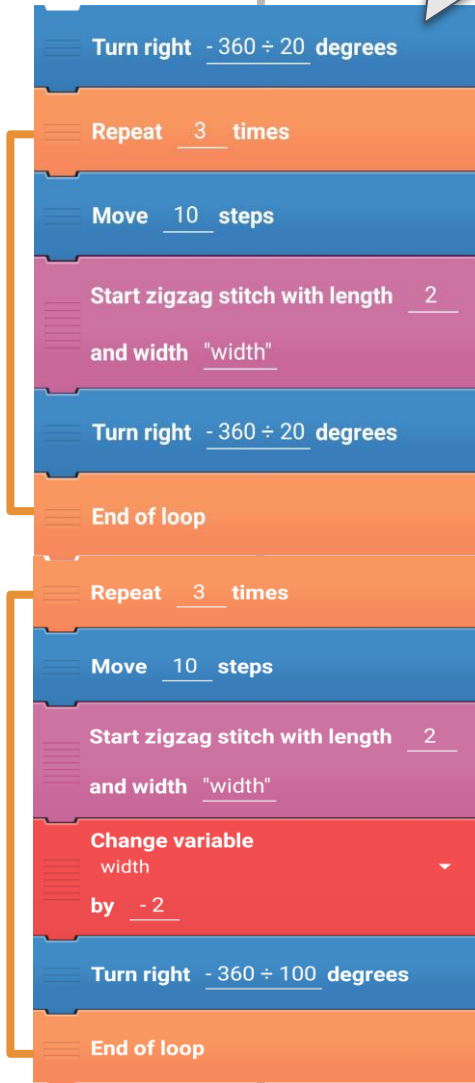 Turn right - 360 ÷ 20 degrees
Repeat 3 times
Move 10 steps
Start zigzag stitch with length 2
and width "width"
Turn right - 360 ÷ 20 degrees
End of loop
Repeat 3 times
Move 10 steps
Start zigzag stitch with length 2
and width "width"
Change variable
width
by - 2
Turn right - 360 ÷ 100 degrees
End of loop